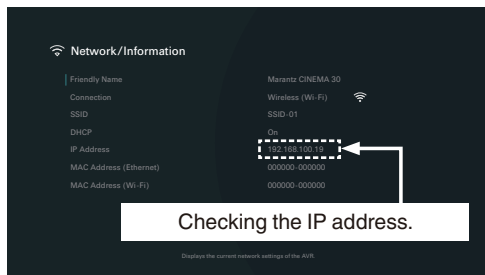 Network/Information
Friendly Name Marantz CINEMA 30
Connection Wireless (Wi-Fi)
SSID SSID-01
DHCP On
IP Address 192.168.100.19
MAC Address (Ethernet) 000000-000000
MAC Address (Wi-Fi) 000000-000000
Checking the IP address.
Displays the current network settings of the AVR.